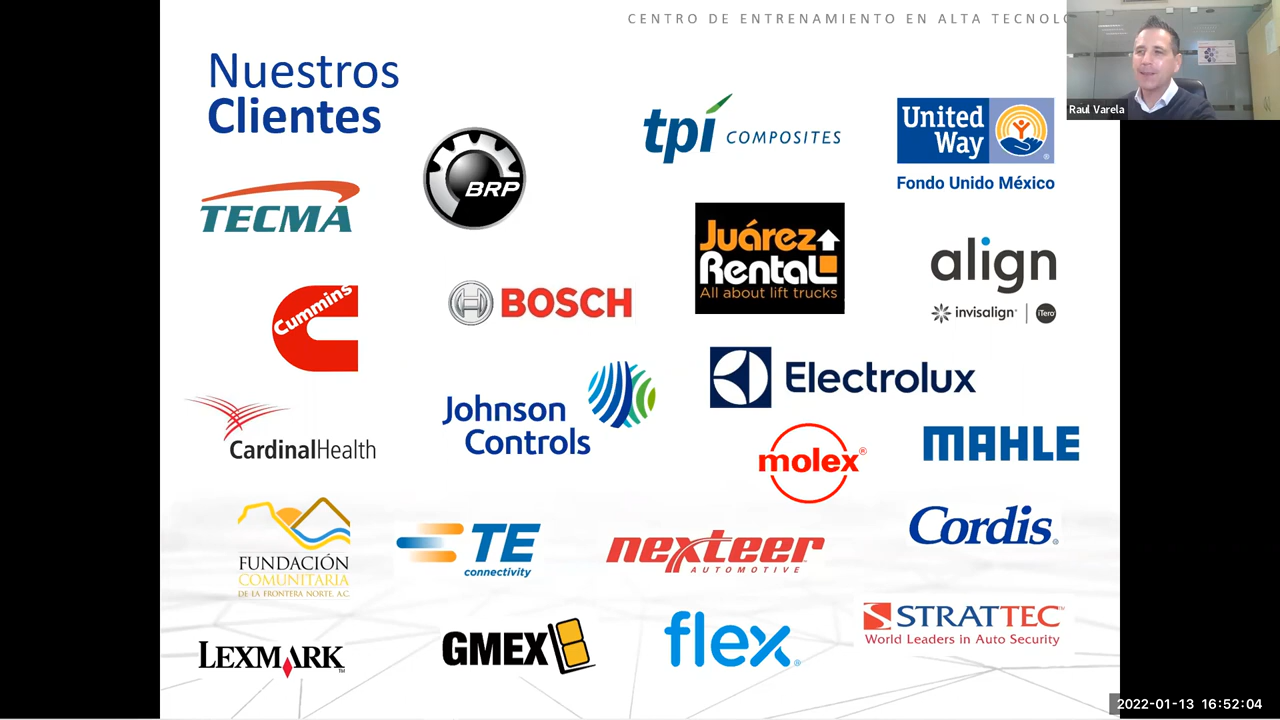 CENTRO DE ENTRENAMIENTO EN ALTA
Raul Varela
Nuestros
Clientes
tpi COMPOSITES
United
Way
Fondo Unido México
BRP
TECMA
Juárez
Rental
All about lift trucks
align
invisalign | iTero
Cummins
BOSCH
Electrolux
Johnson
Controls
CardinalHealth
molex®
MAHLE
Cordis®
FUNDACIÓN
COMUNITARIA
DE LA FRONTERA NORTE, A.C.
TE
connectivity
nexteer
AUTOMOTIVE
STRATTEC™
World Leaders in Auto Security
LEXMARK™
GMEX
flex®
2022-01-13 16:52:04